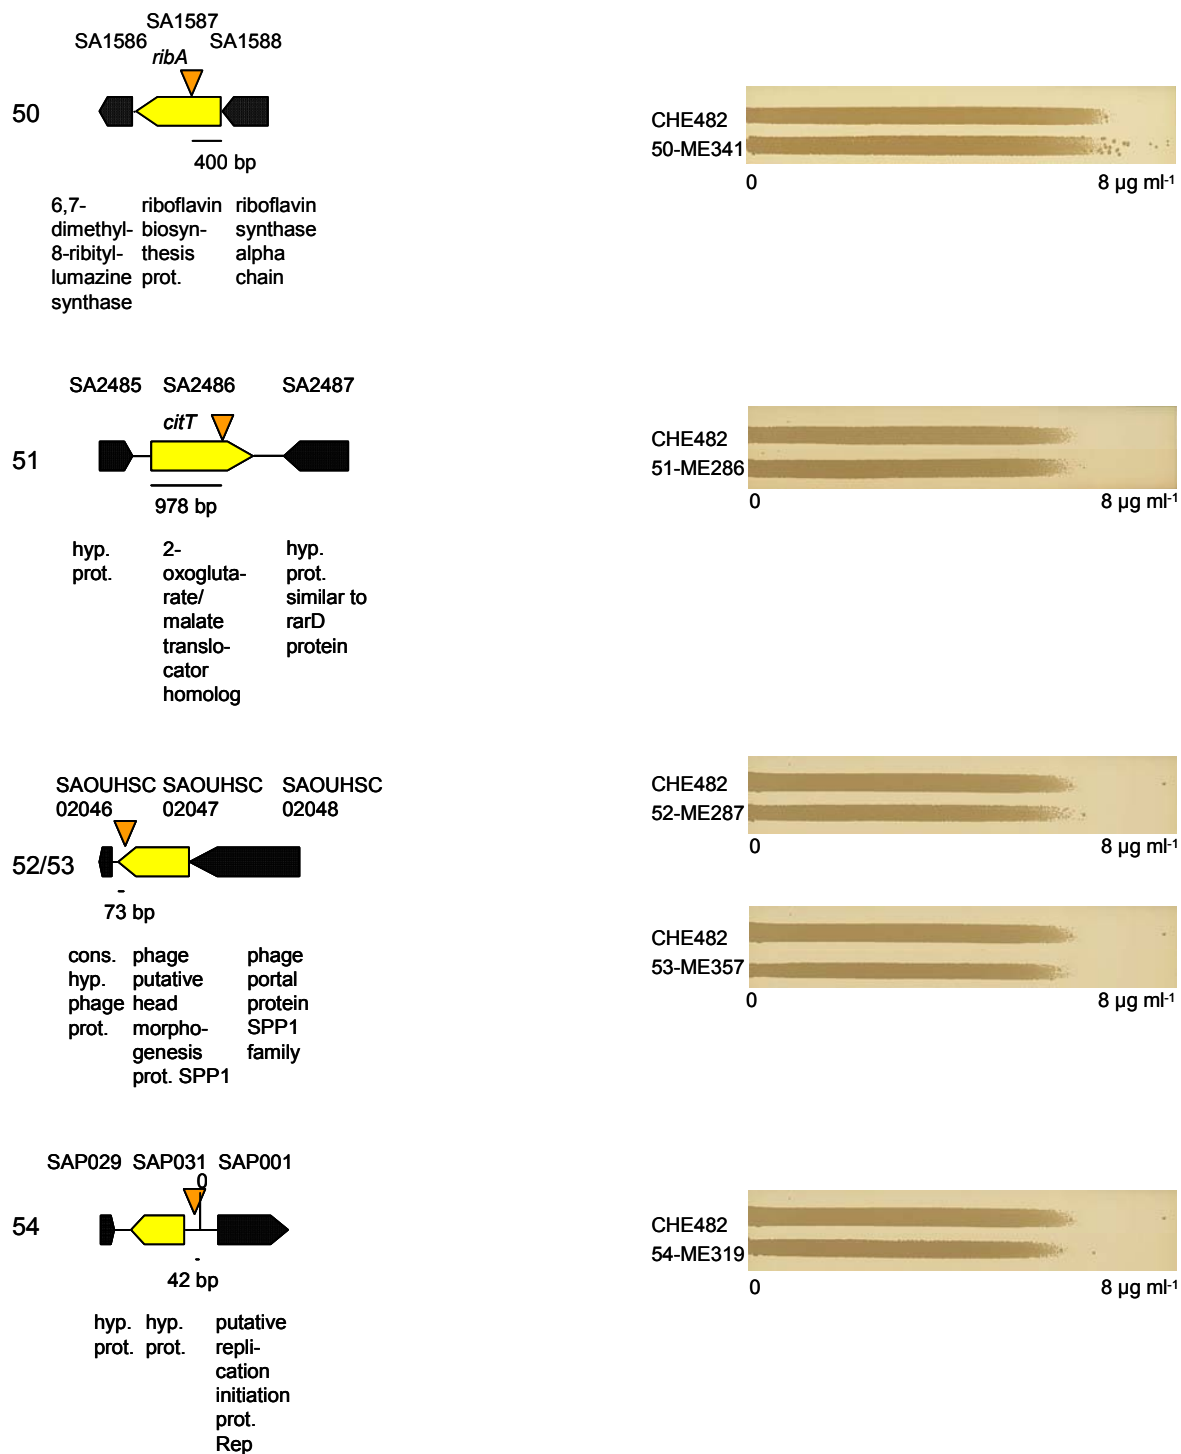 SA1587
SA1586 SA1588
ribA
50
400 bp
6,7- riboflavin riboflavin
dimethyl- biosyn- synthase
8-ribityl- thesis alpha
lumazine prot. chain
synthase
CHE482
50-ME341
0 8 µg ml-1
SA2485 SA2486 SA2487
citT
51
978 bp
hyp. 2- hyp.
prot. oxogluta- prot.
rate/ similar to
malate rarD
translo- protein
cator
homolog
CHE482
51-ME286
0 8 µg ml-1
SAOUHSC SAOUHSC SAOUHSC
02046 02047 02048
52/53
73 bp
cons. phage phage
hyp. putative portal
phage head protein
prot. morpho- SPP1
genesis family
prot. SPP1
CHE482
52-ME287
0 8 µg ml-1
CHE482
53-ME357
0 8 µg ml-1
SAP029 SAP031 SAP001
0
54
42 bp
hyp. hyp. putative
prot. prot. repli-
cation
initiation
prot.
Rep
CHE482
54-ME319
0 8 µg ml-1